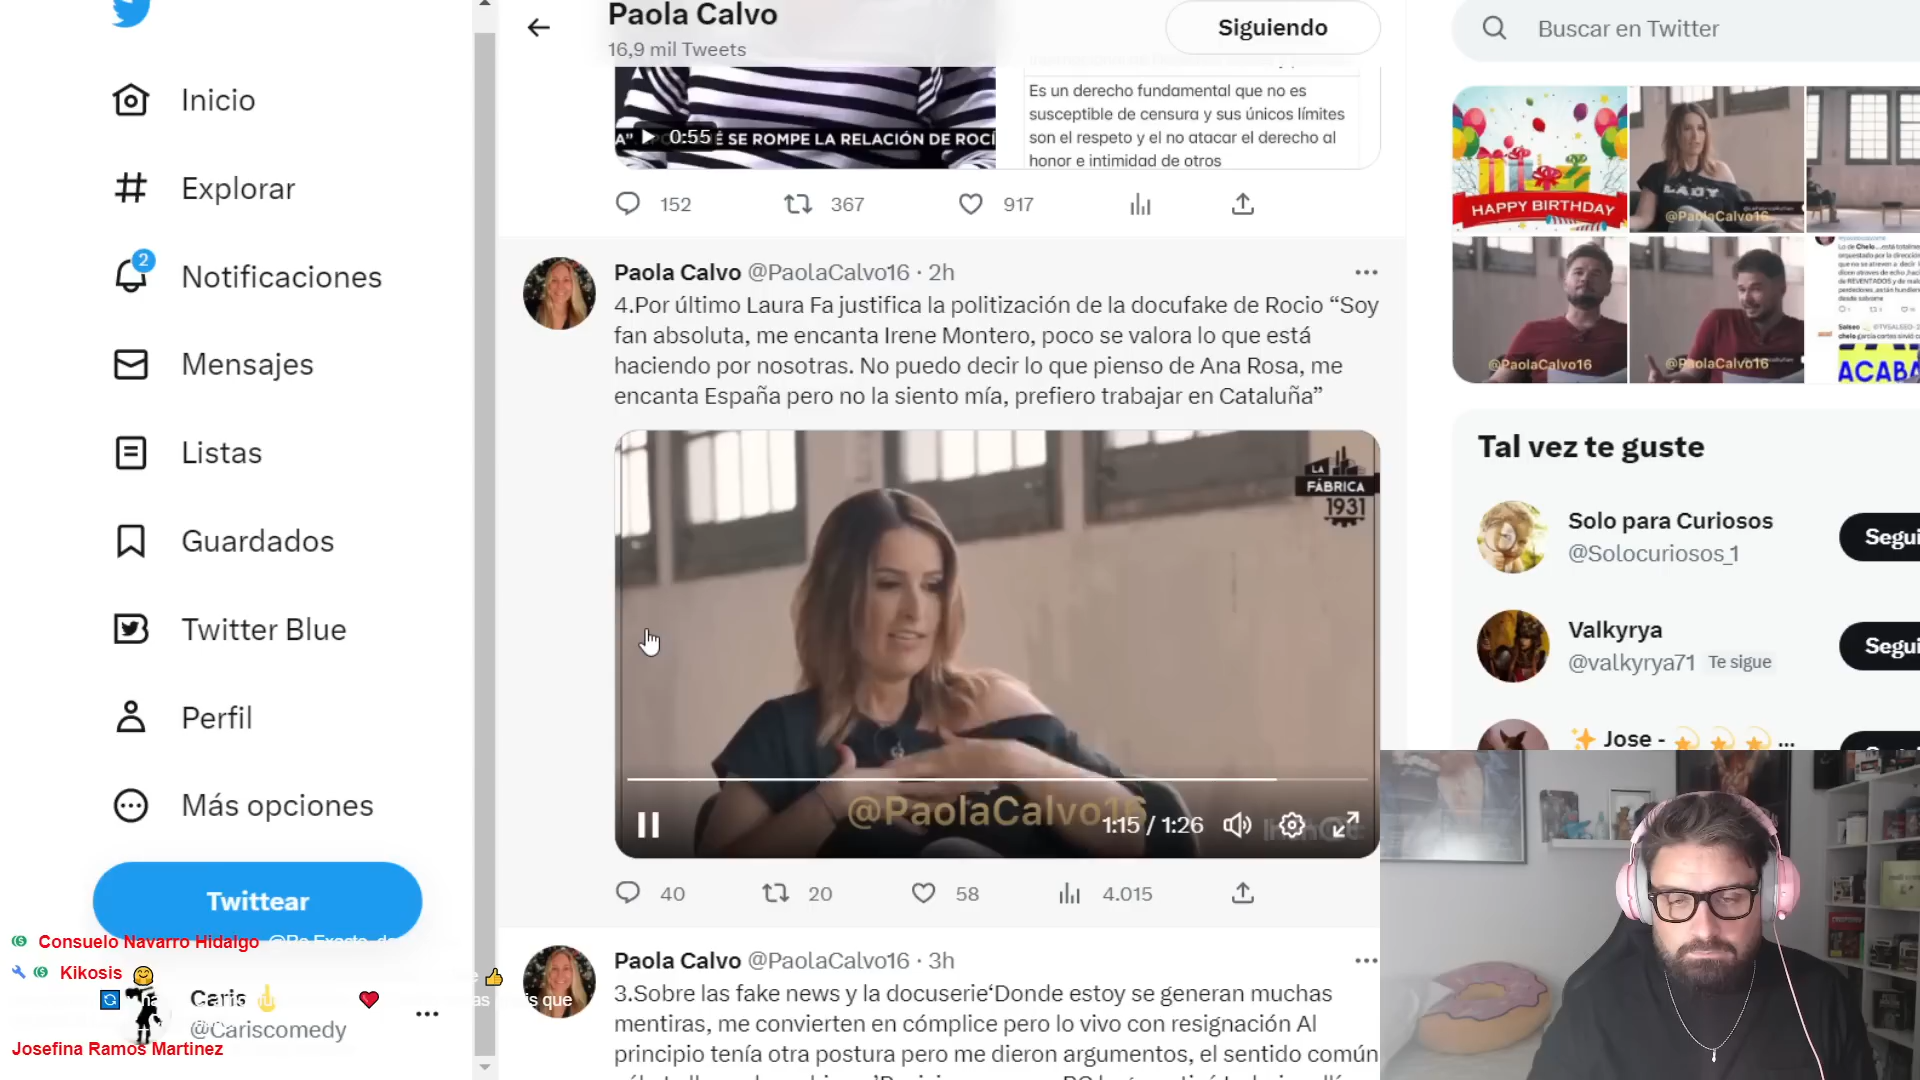 Inicio
Explorar
2
Notificaciones
Mensajes
Listas
Guardados
Twitter Blue
Perfil
Más opciones
Twittear
Consuelo Navarro Hidalgo
Kikosis
Caris
@Cariscomedy
Josefina Ramos Martinez
Paola Calvo
16,9 mil Tweets
Siguiendo
0:55
SE ROMPE LA RELACIÓN DE ROCÍ
Es un derecho fundamental que no es
susceptible de censura y sus únicos límites
son el respeto y el no atacar el derecho al
honor e intimidad de otros
152 367 917
Paola Calvo @PaolaCalvo16 · 2h
4.Por último Laura Fa justifica la politización de la docufake de Rocio “Soy
fan absoluta, me encanta Irene Montero, poco se valora lo que está
haciendo por nosotras. No puedo decir lo que pienso de Ana Rosa, me
encanta España pero no la siento mía, prefiero trabajar en Cataluña”
LA
FÁBRICA
1931
@PaolaCalvo16
1:15 / 1:26
40 20 58 4.015
Paola Calvo @PaolaCalvo16 · 3h
3.Sobre las fake news y la docuserie‘Donde estoy se generan muchas
mentiras, me convierten en cómplice pero lo vivo con resignación Al
principio tenía otra postura pero me dieron argumentos, el sentido común
Buscar en Twitter
HAPPY BIRTHDAY
LADY
@PaolaCalvo16
@PaolaCalvo16
@PaolaCalvo16
ACABA
Tal vez te guste
Solo para Curiosos
@Solocuriosos_1
Segui
Valkyrya
@valkyrya71 Te sigue
Segui
Jose - ...